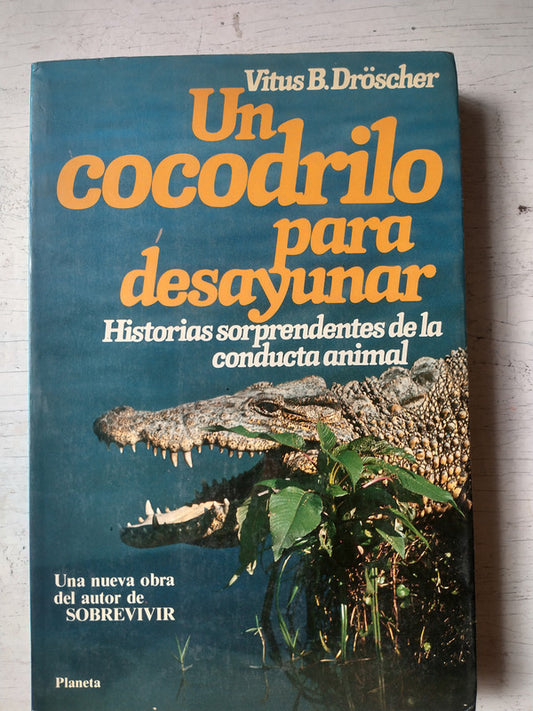 Vitus B. Dröscher
Un
cocodrilo
para
desayunar
Historias sorprendentes de la
conducta animal
Una nueva obra
del autor de
SOBREVIVIR
Planeta